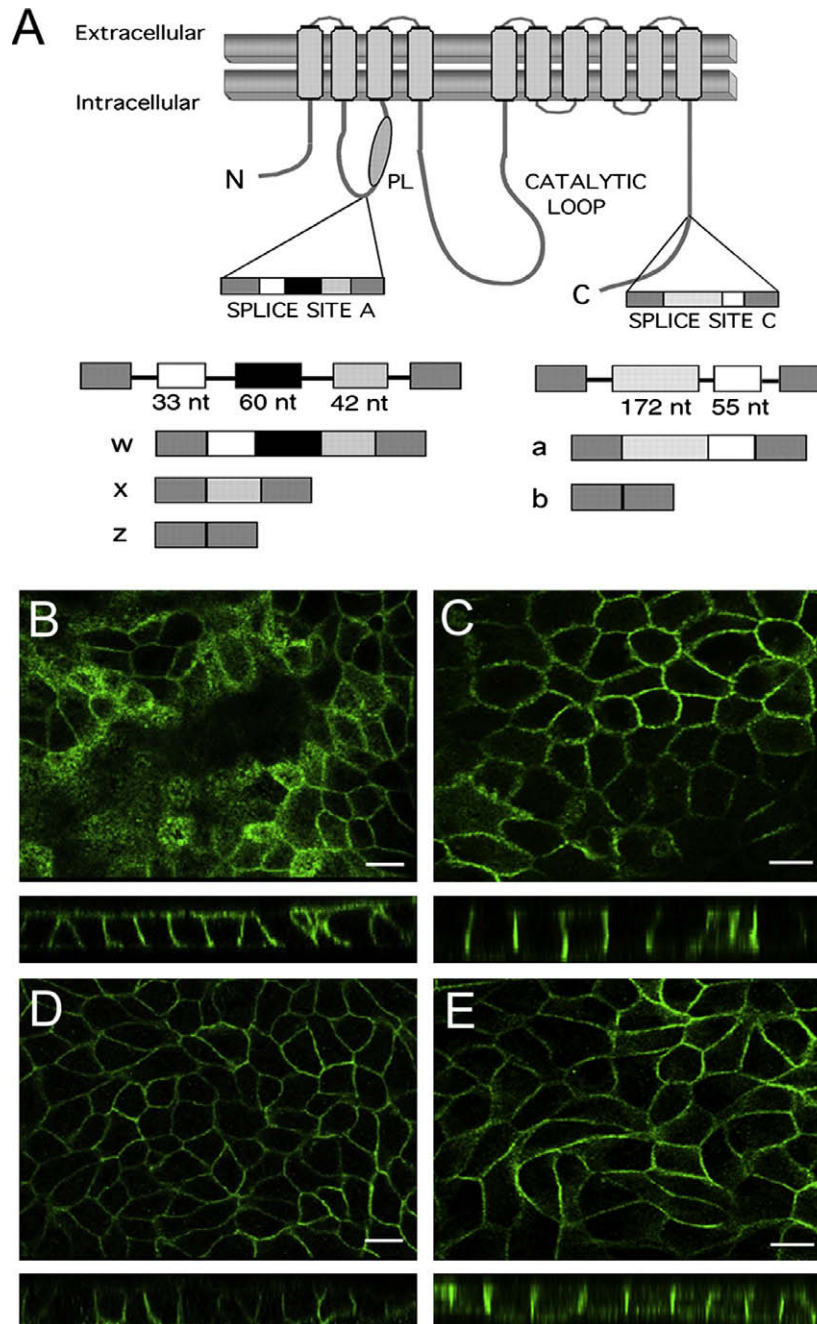 A
Extracellular
Intracellular
N
PL
CATALYTIC
LOOP
C
SPLICE SITE A
SPLICE SITE C
33 nt 60 nt 42 nt
172 nt 55 nt
w
a
x
b
z
B
C
D
E